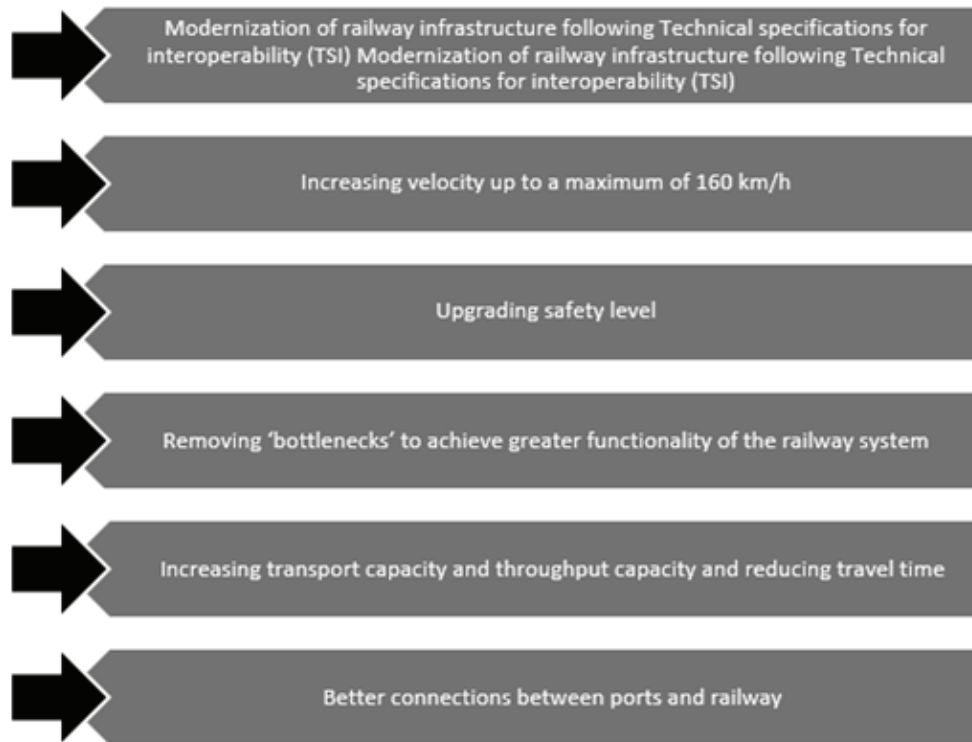 Modernization of railway infrastructure following Technical specifications for
interoperability (TSI) Modernization of railway infrastructure following Technical
specifications for interoperability (TSI)
Increasing velocity up to a maximum of 160 km/h
Upgrading safety level
Removing ‘bottlenecks’ to achieve greater functionality of the railway system
Increasing transport capacity and throughput capacity and reducing travel time
Better connections between ports and railway